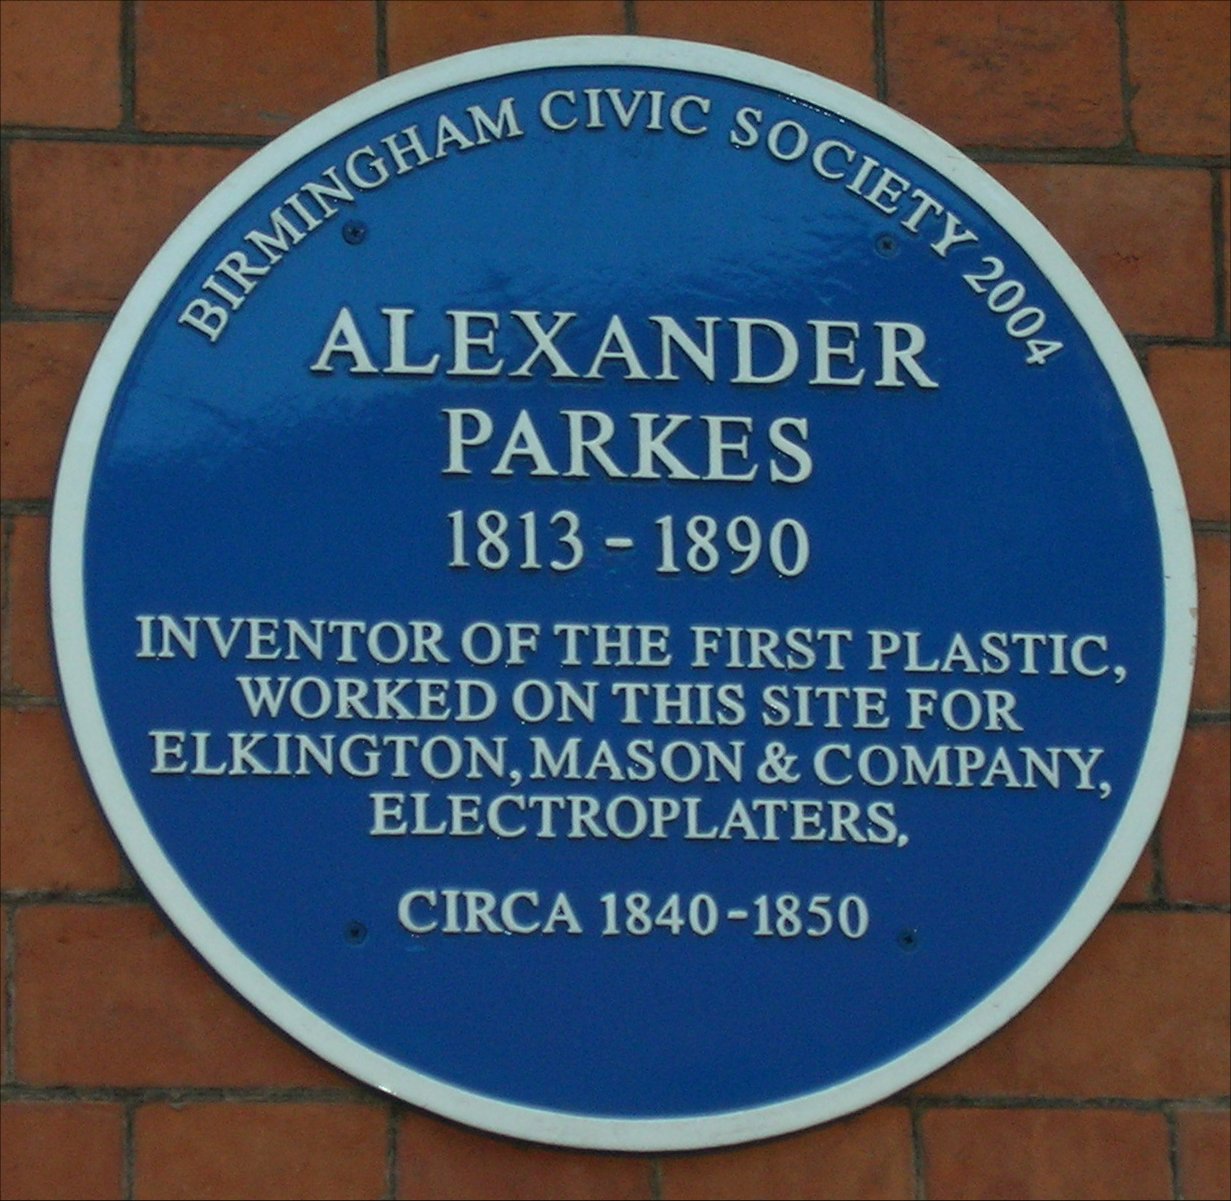 BIRMINGHAM CIVIC SOCIETY 2004
ALEXANDER
PARKES
1813 - 1890
INVENTOR OF THE FIRST PLASTIC,
WORKED ON THIS SITE FOR
ELKINGTON, MASON & COMPANY,
ELECTROPLATERS,
CIRCA 1840-1850